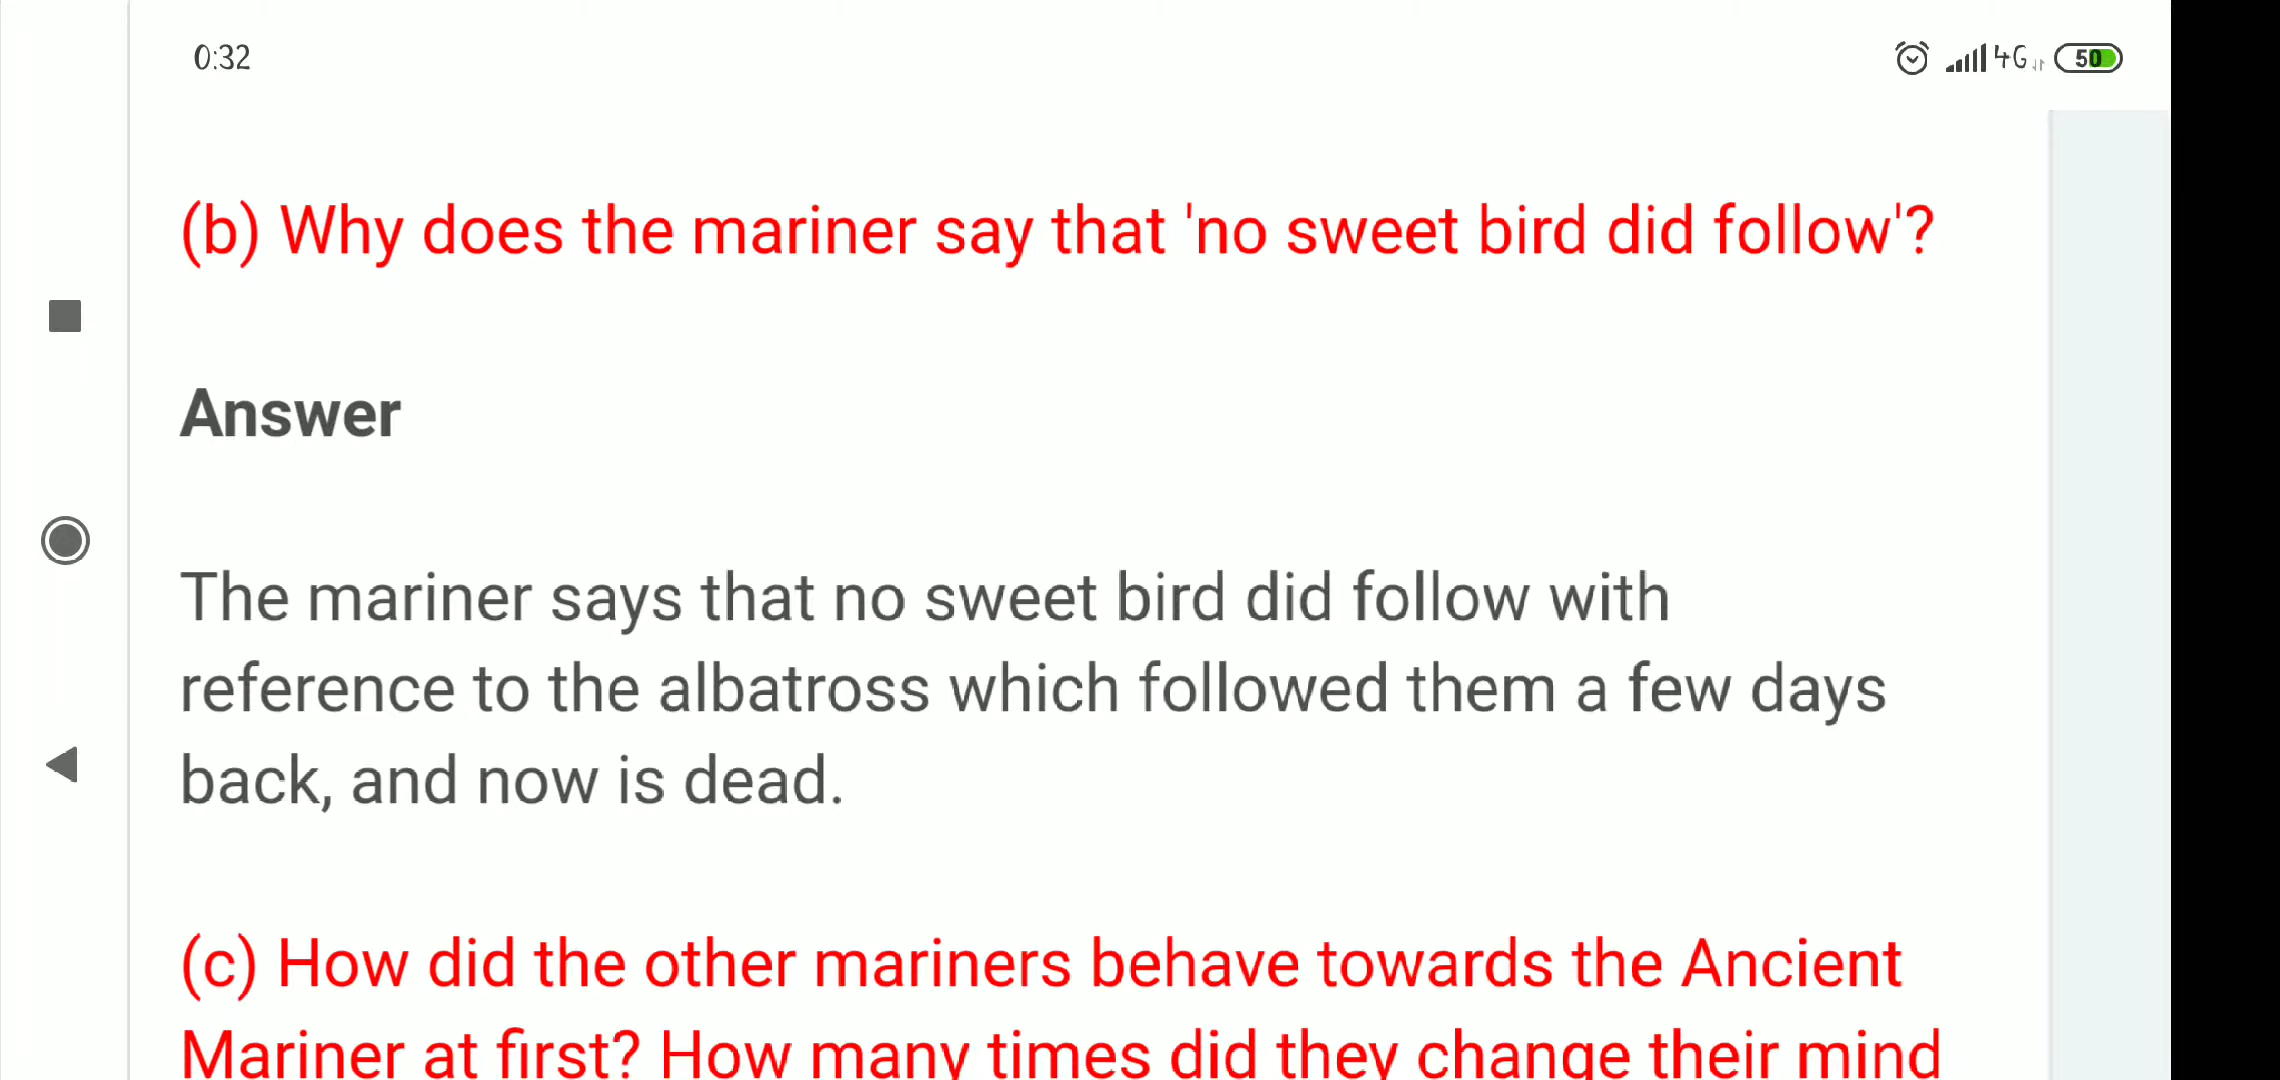 0:32
4G 50
(b) Why does the mariner say that 'no sweet bird did follow'?
Answer
The mariner says that no sweet bird did follow with
reference to the albatross which followed them a few days
back, and now is dead.
(c) How did the other mariners behave towards the Ancient
Mariner at first? How many times did they change their mind